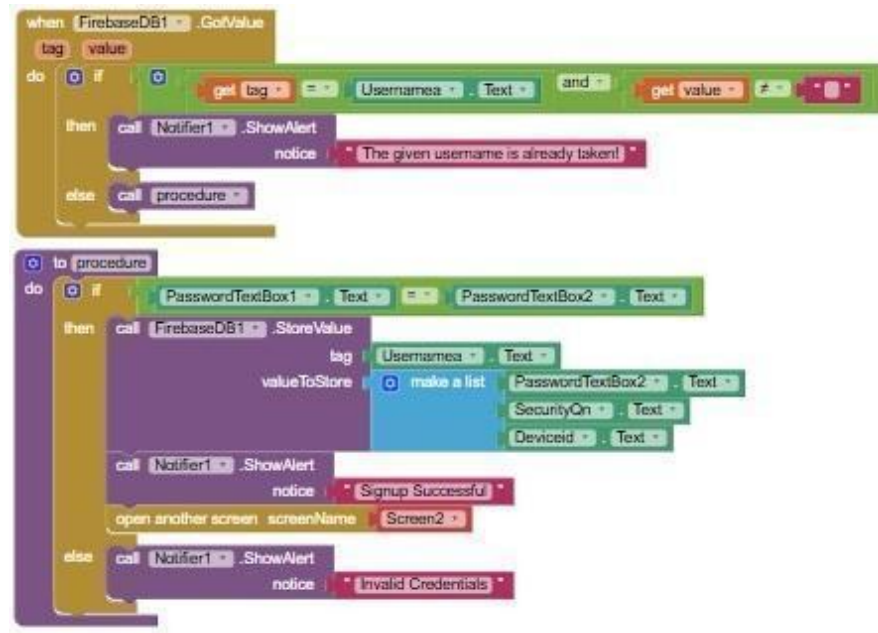 when FirebaseDB1 .GotValue
tag value
do if get tag = Usernamea . Text and get value ≠ " "
then call Notifier1 .ShowAlert
notice " The given username is already taken! "
else call procedure
to procedure
do if PasswordTextBox1 . Text = PasswordTextBox2 . Text
then call FirebaseDB1 .StoreValue
tag Usernamea . Text
valueToStore make a list PasswordTextBox2 . Text
SecurityQn . Text
Deviceid . Text
call Notifier1 .ShowAlert
notice " Signup Successful "
open another screen screenName Screen2
else call Notifier1 .ShowAlert
notice " Invalid Credentials "